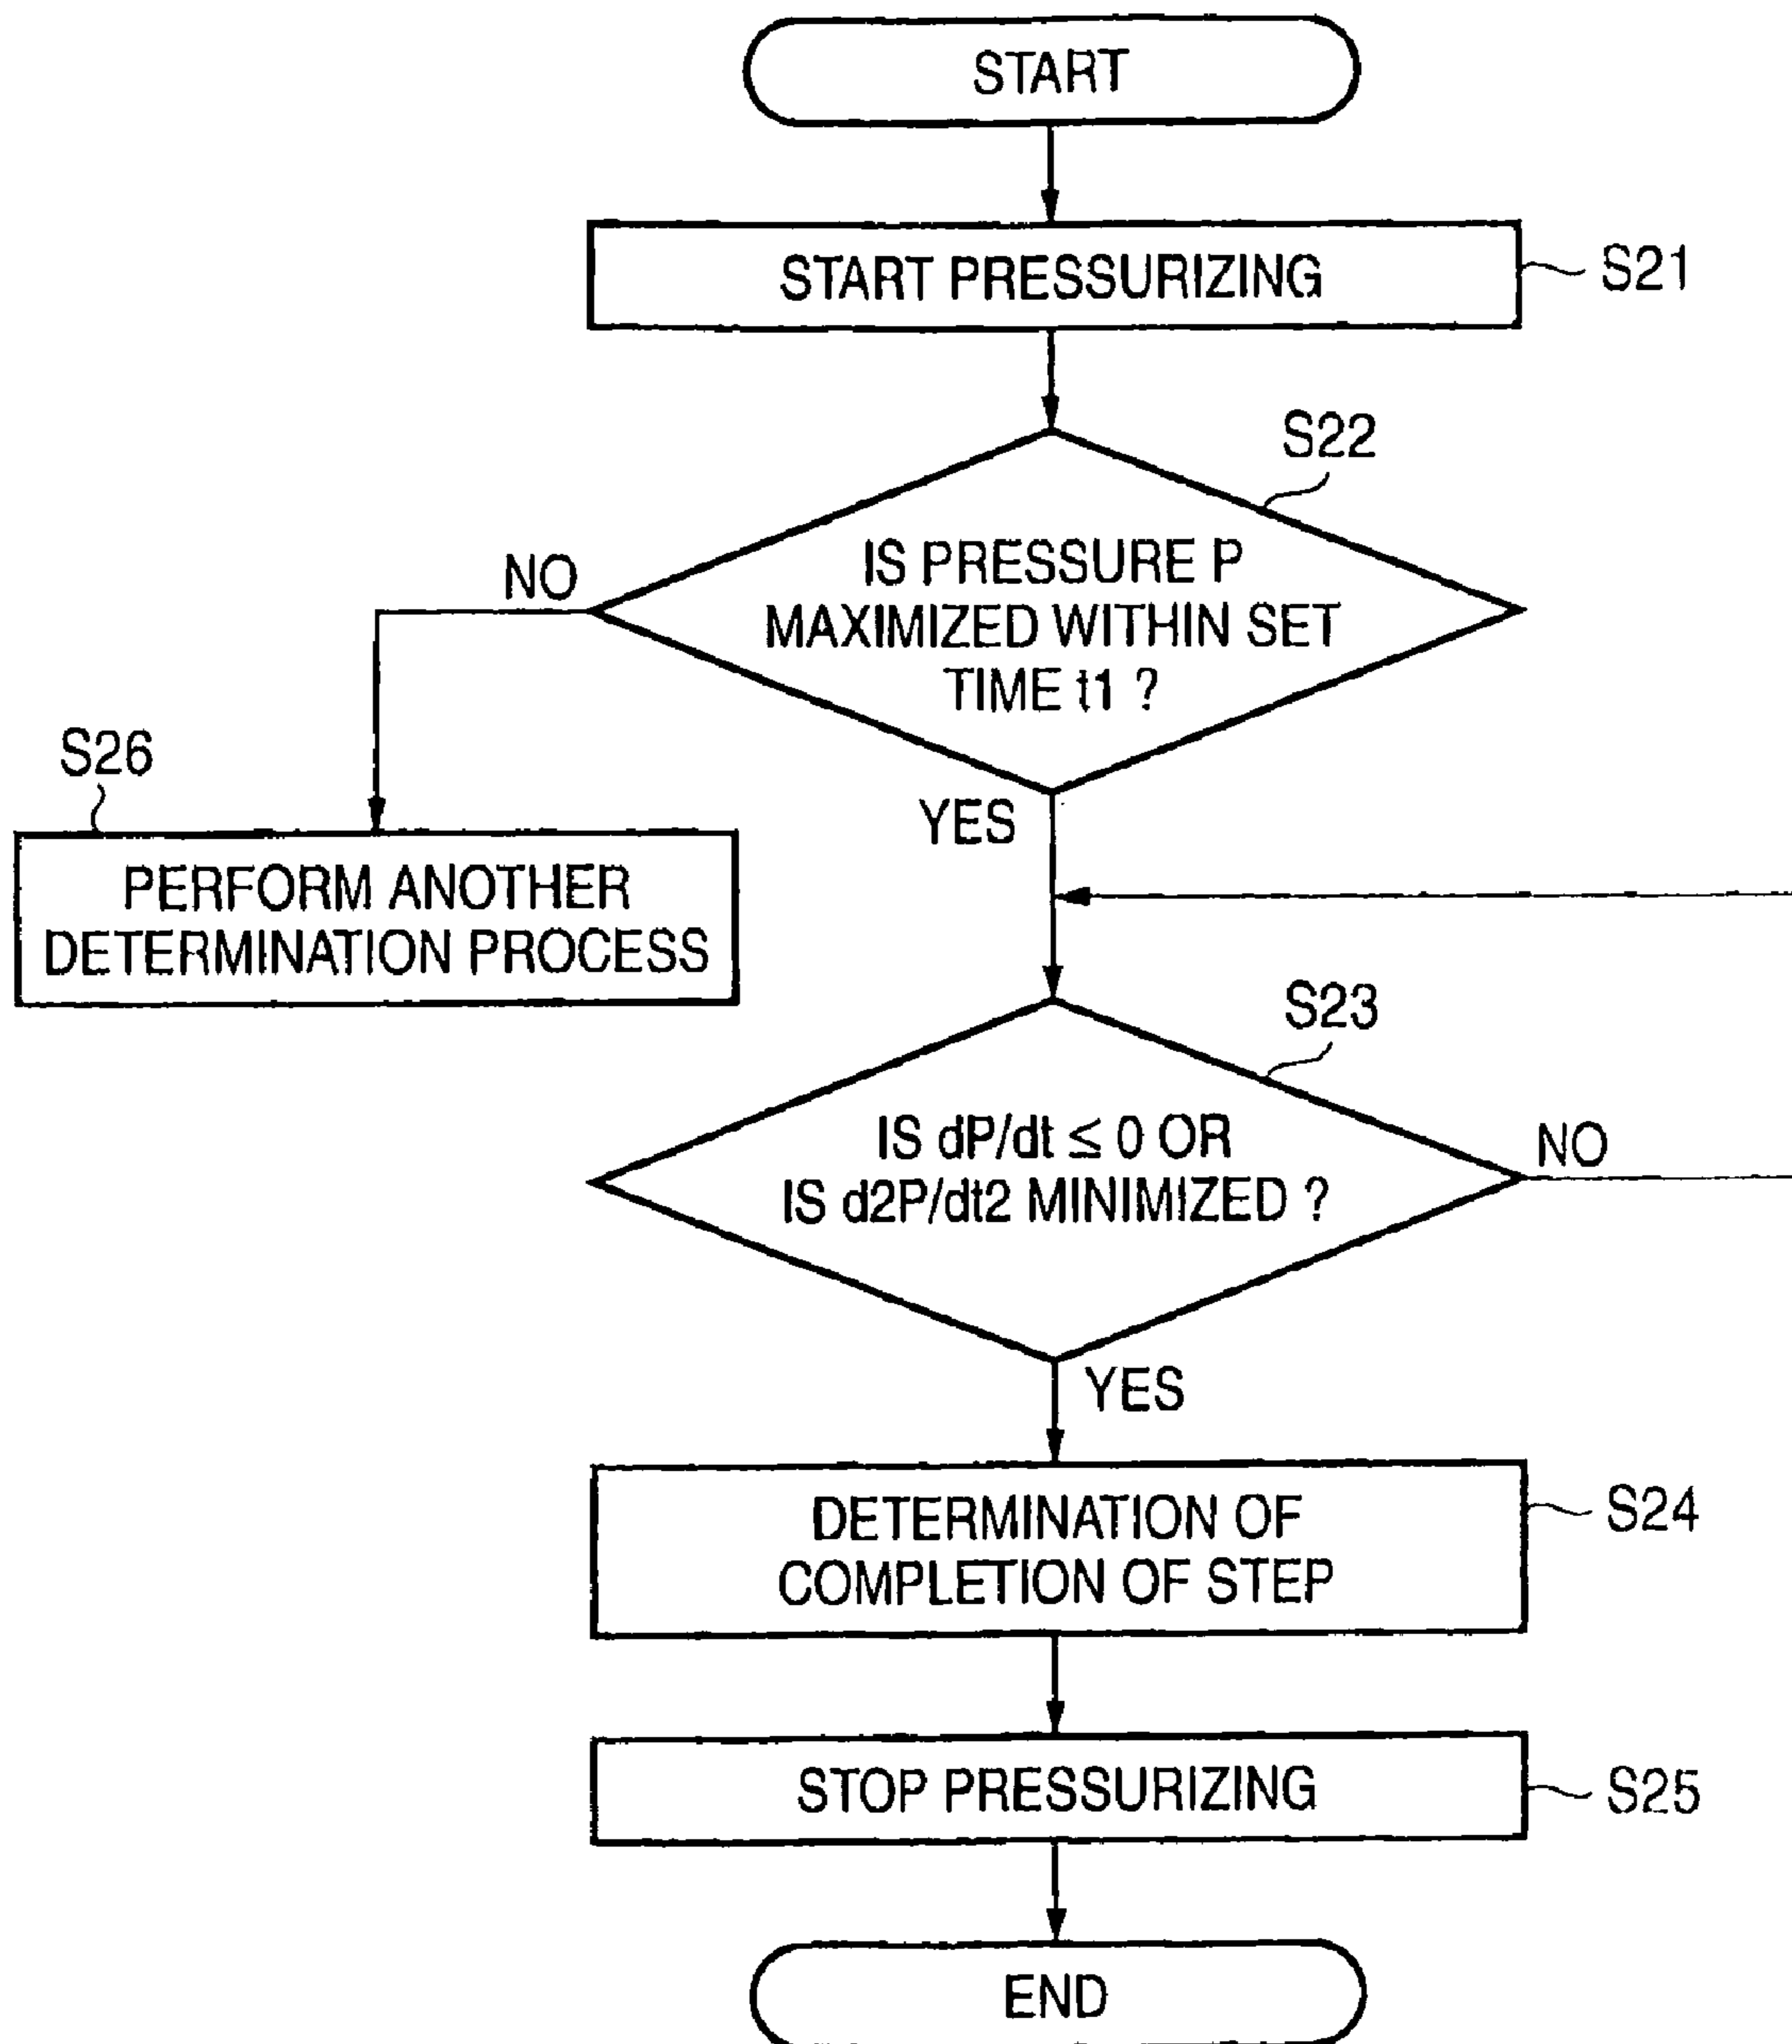 START
START PRESSURIZING
S21
S22
IS PRESSURE P
MAXIMIZED WITHIN SET
TIME t1 ?
NO
YES
S26
PERFORM ANOTHER
DETERMINATION PROCESS
S23
IS dP/dt ≤ 0 OR
IS d2P/dt2 MINIMIZED ?
NO
YES
DETERMINATION OF
COMPLETION OF STEP
S24
STOP PRESSURIZING
S25
END